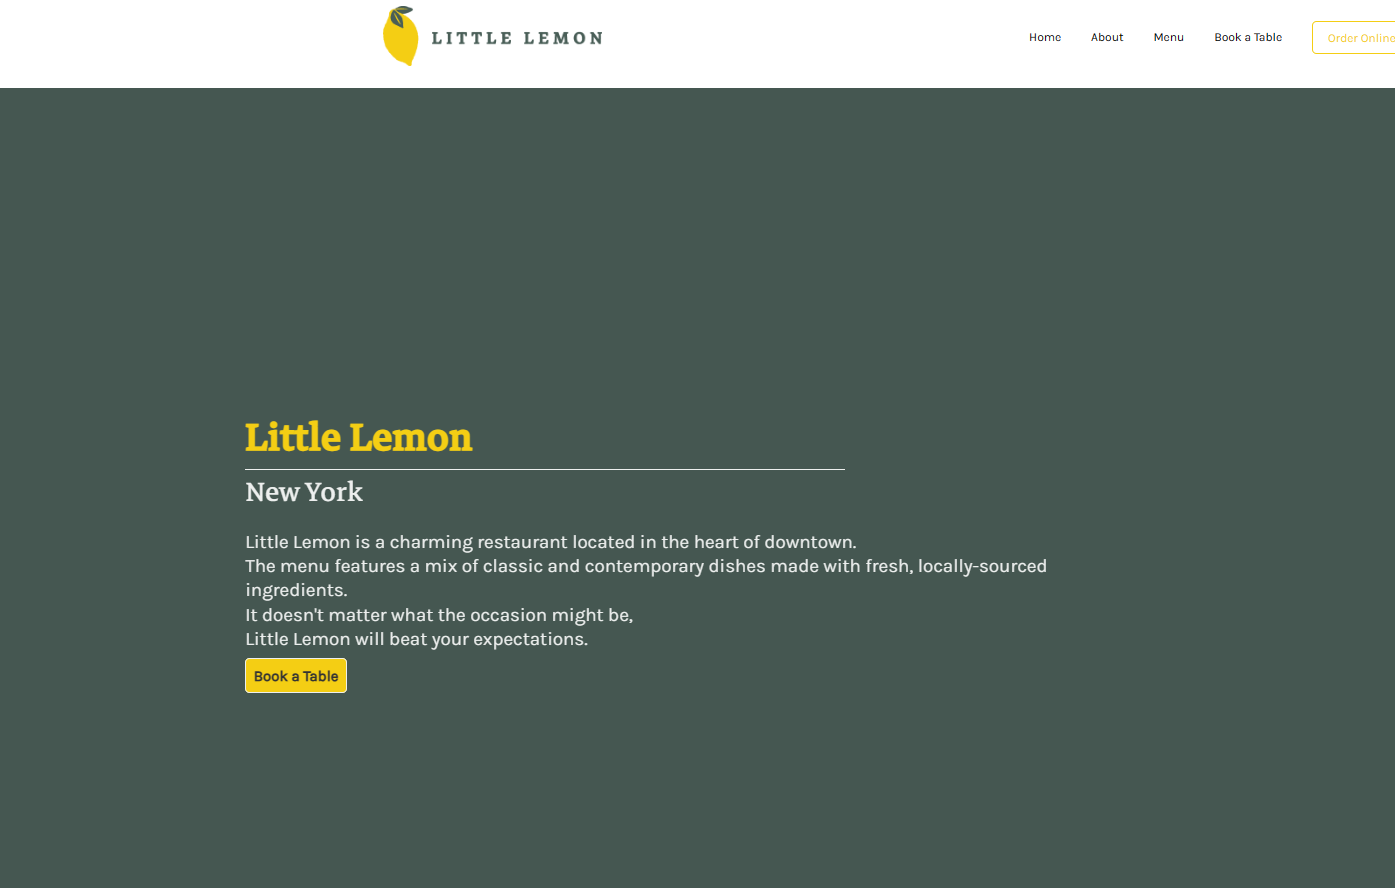 LITTLE LEMON
Home About Menu Book a Table Order Online
Little Lemon
New York
Little Lemon is a charming restaurant located in the heart of downtown.
The menu features a mix of classic and contemporary dishes made with fresh, locally-sourced
ingredients.
It doesn't matter what the occasion might be,
Little Lemon will beat your expectations.
Book a Table